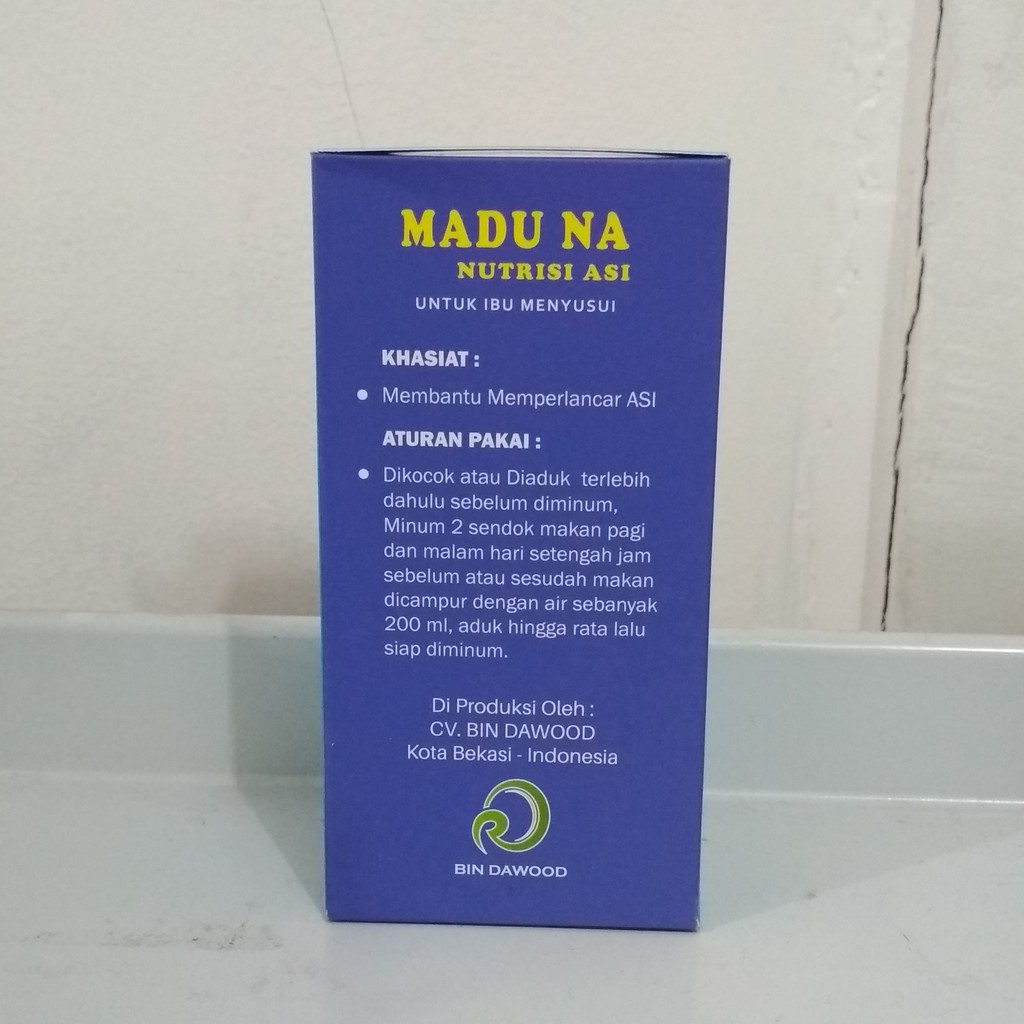 MADU NA
NUTRISI ASI
UNTUK IBU MENYUSUI
KHASIAT :
• Membantu Memperlancar ASI
ATURAN PAKAI :
• Dikocok atau Diaduk terlebih
dahulu sebelum diminum,
Minum 2 sendok makan pagi
dan malam hari setengah jam
sebelum atau sesudah makan
dicampur dengan air sebanyak
200 ml, aduk hingga rata lalu
siap diminum.
Di Produksi Oleh :
CV. BIN DAWOOD
Kota Bekasi - Indonesia
BIN DAWOOD